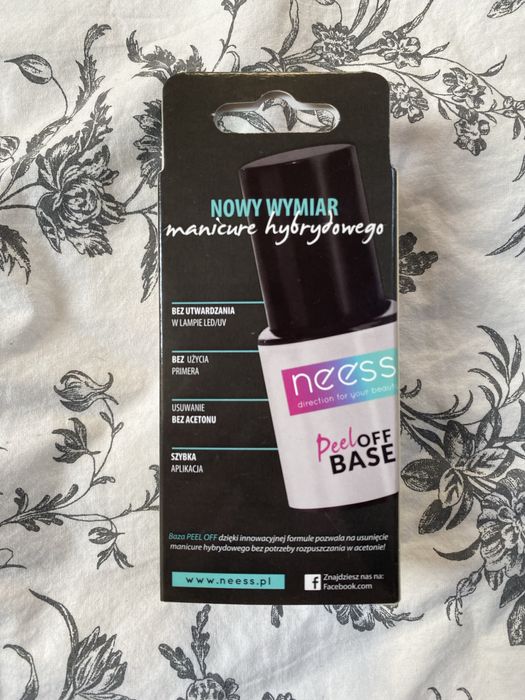 NOWY WYMIAR
manicure hybrydowego
BEZ UTWARDZANIA
W LAMPIE LED/UV
BEZ UŻYCIA
PRIMERA
USUWANIE
BEZ ACETONU
SZYBKA
APLIKACJA
neess
direction for your beaut
Peel OFF
BASE
Baza PEEL OFF dzięki innowacyjnej formule pozwala na usunięcie
manicure hybrydowego bez potrzeby rozpuszczania w acetonie!
www.neess.pl
f Znajdziesz nas na:
Facebook.com